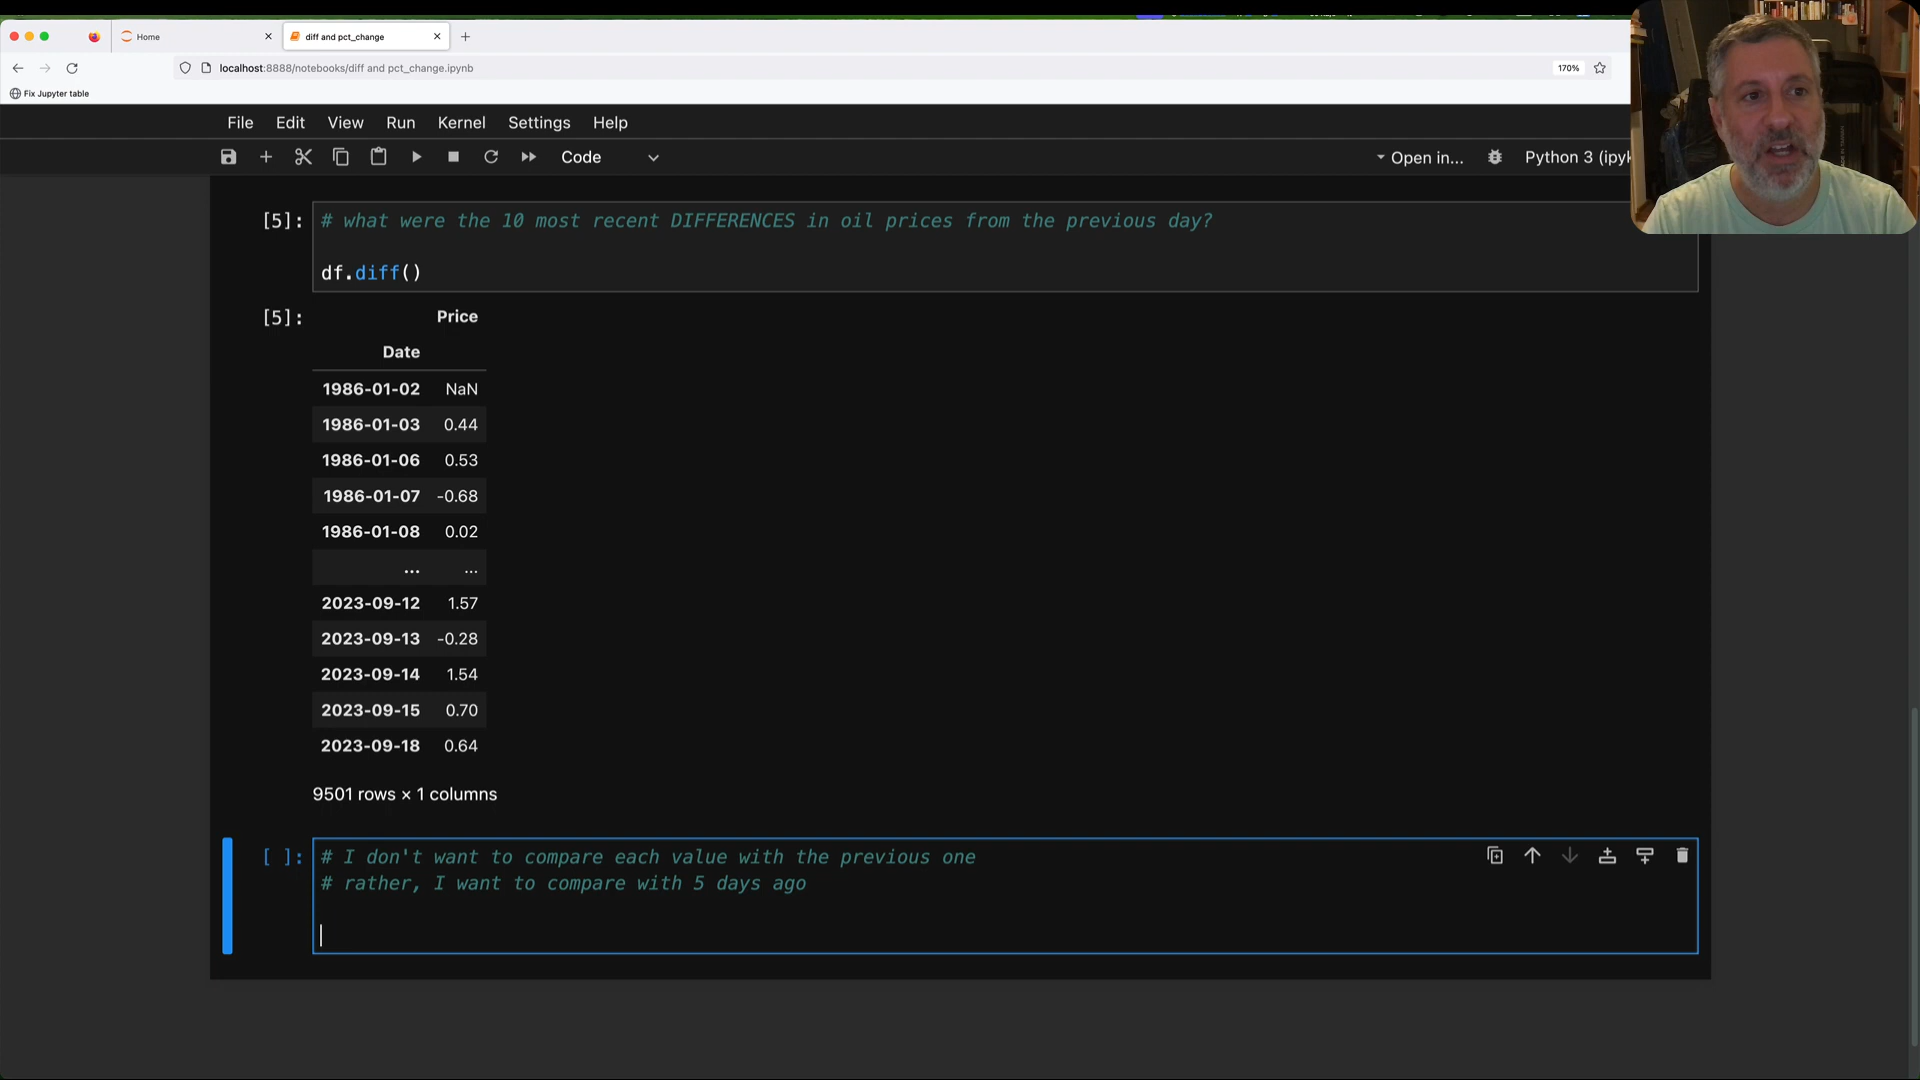 Home
diff and pct_change
localhost:8888/notebooks/diff and pct_change.ipynb
170%
Fix Jupyter table
File Edit View Run Kernel Settings Help
Code
Open in...
Python 3 (ipyk
[5]:
# what were the 10 most recent DIFFERENCES in oil prices from the previous day?
df.diff()
[5]:
Price
Date
1986-01-02 NaN
1986-01-03 0.44
1986-01-06 0.53
1986-01-07 -0.68
1986-01-08 0.02
... ...
2023-09-12 1.57
2023-09-13 -0.28
2023-09-14 1.54
2023-09-15 0.70
2023-09-18 0.64
9501 rows × 1 columns
[ ]:
# I don't want to compare each value with the previous one
# rather, I want to compare with 5 days ago